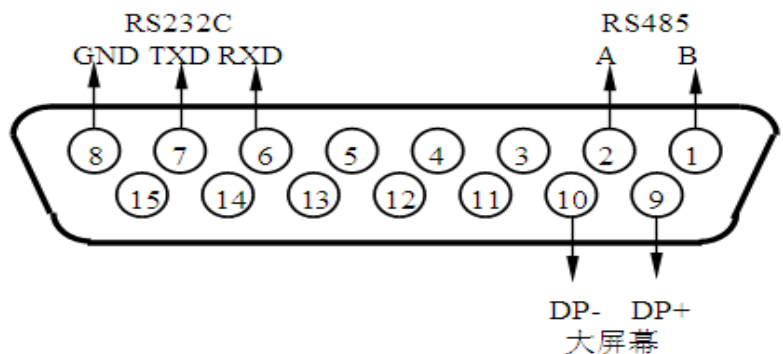 RS232C RS485
GND TXD RXD A B
8 7 6 5 4 3 2 1
15 14 13 12 11 10 9
DP- DP+
大屏幕